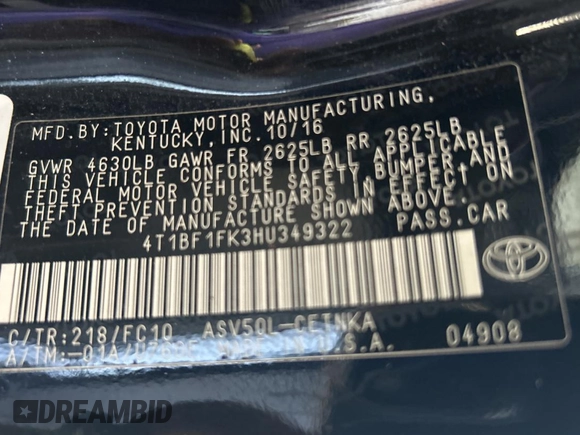 MFD.BY:TOYOTA MOTOR MANUFACTURING,
KENTUCKY, INC. 10/16
GVWR 4630LB GAWR FR 2625LB RR 2625LB
THIS VEHICLE CONFORMS TO ALL APPLICABLE
FEDERAL MOTOR VEHICLE SAFETY, BUMPER, AND
THEFT PREVENTION STANDARDS IN EFFECT ON
THE DATE OF MANUFACTURE SHOWN ABOVE.
4T1BF1FK3HU349322 PASS.CAR
C/TR:218/FC10 ASV50L-CETNKA
A/TM:-01A/ U.S.A. 04908
DREAMBID